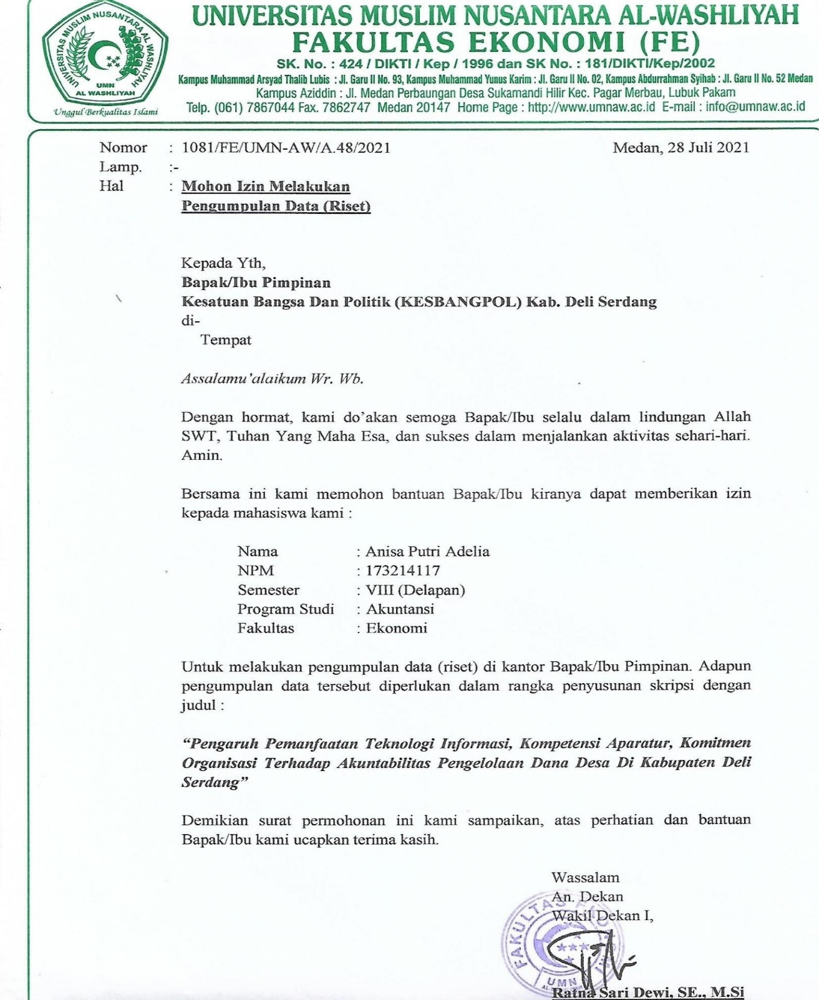 UNIVERSITAS MUSLIM NUSANTARA AL WASHLIYAH
UMN
AL WASHLIYAH
Unggul Berkualitas Islami
UNIVERSITAS MUSLIM NUSANTARA AL-WASHLIYAH
FAKULTAS EKONOMI (FE)
SK. No. : 424 / DIKTI / Kep / 1996 dan SK No. : 181/DIKTI/Kep/2002
Kampus Muhammad Arsyad Thalib Lubis : Jl. Garu II No. 93, Kampus Muhammad Yunus Karim : Jl. Garu II No. 02, Kampus Abdurrahman Syihab : Jl. Garu II No. 52 Medan
Kampus Aziddin : Jl. Medan Perbaungan Desa Sukamandi Hilir Kec. Pagar Merbau, Lubuk Pakam
Telp. (061) 7867044 Fax. 7862747 Medan 20147 Home Page : http://www.umnaw.ac.id E-mail : info@umnaw.ac.id
Nomor : 1081/FE/UMN-AW/A.48/2021 Medan, 28 Juli 2021
Lamp. :-
Hal : Mohon Izin Melakukan
Pengumpulan Data (Riset)
Kepada Yth,
Bapak/Ibu Pimpinan
Kesatuan Bangsa Dan Politik (KESBANGPOL) Kab. Deli Serdang
di-
Tempat
Assalamu'alaikum Wr. Wb.
Dengan hormat, kami do'akan semoga Bapak/Ibu selalu dalam lindungan Allah
SWT, Tuhan Yang Maha Esa, dan sukses dalam menjalankan aktivitas sehari-hari.
Amin.
Bersama ini kami memohon bantuan Bapak/Ibu kiranya dapat memberikan izin
kepada mahasiswa kami :
Nama : Anisa Putri Adelia
NPM : 173214117
Semester : VIII (Delapan)
Program Studi : Akuntansi
Fakultas : Ekonomi
Untuk melakukan pengumpulan data (riset) di kantor Bapak/Ibu Pimpinan. Adapun
pengumpulan data tersebut diperlukan dalam rangka penyusunan skripsi dengan
judul :
“Pengaruh Pemanfaatan Teknologi Informasi, Kompetensi Aparatur, Komitmen
Organisasi Terhadap Akuntabilitas Pengelolaan Dana Desa Di Kabupaten Deli
Serdang”
Demikian surat permohonan ini kami sampaikan, atas perhatian dan bantuan
Bapak/Ibu kami ucapkan terima kasih.
Wassalam
An. Dekan
Wakil Dekan I,
FAKULTAS EKONOMI
UMN
Ratna Sari Dewi, SE., M.Si